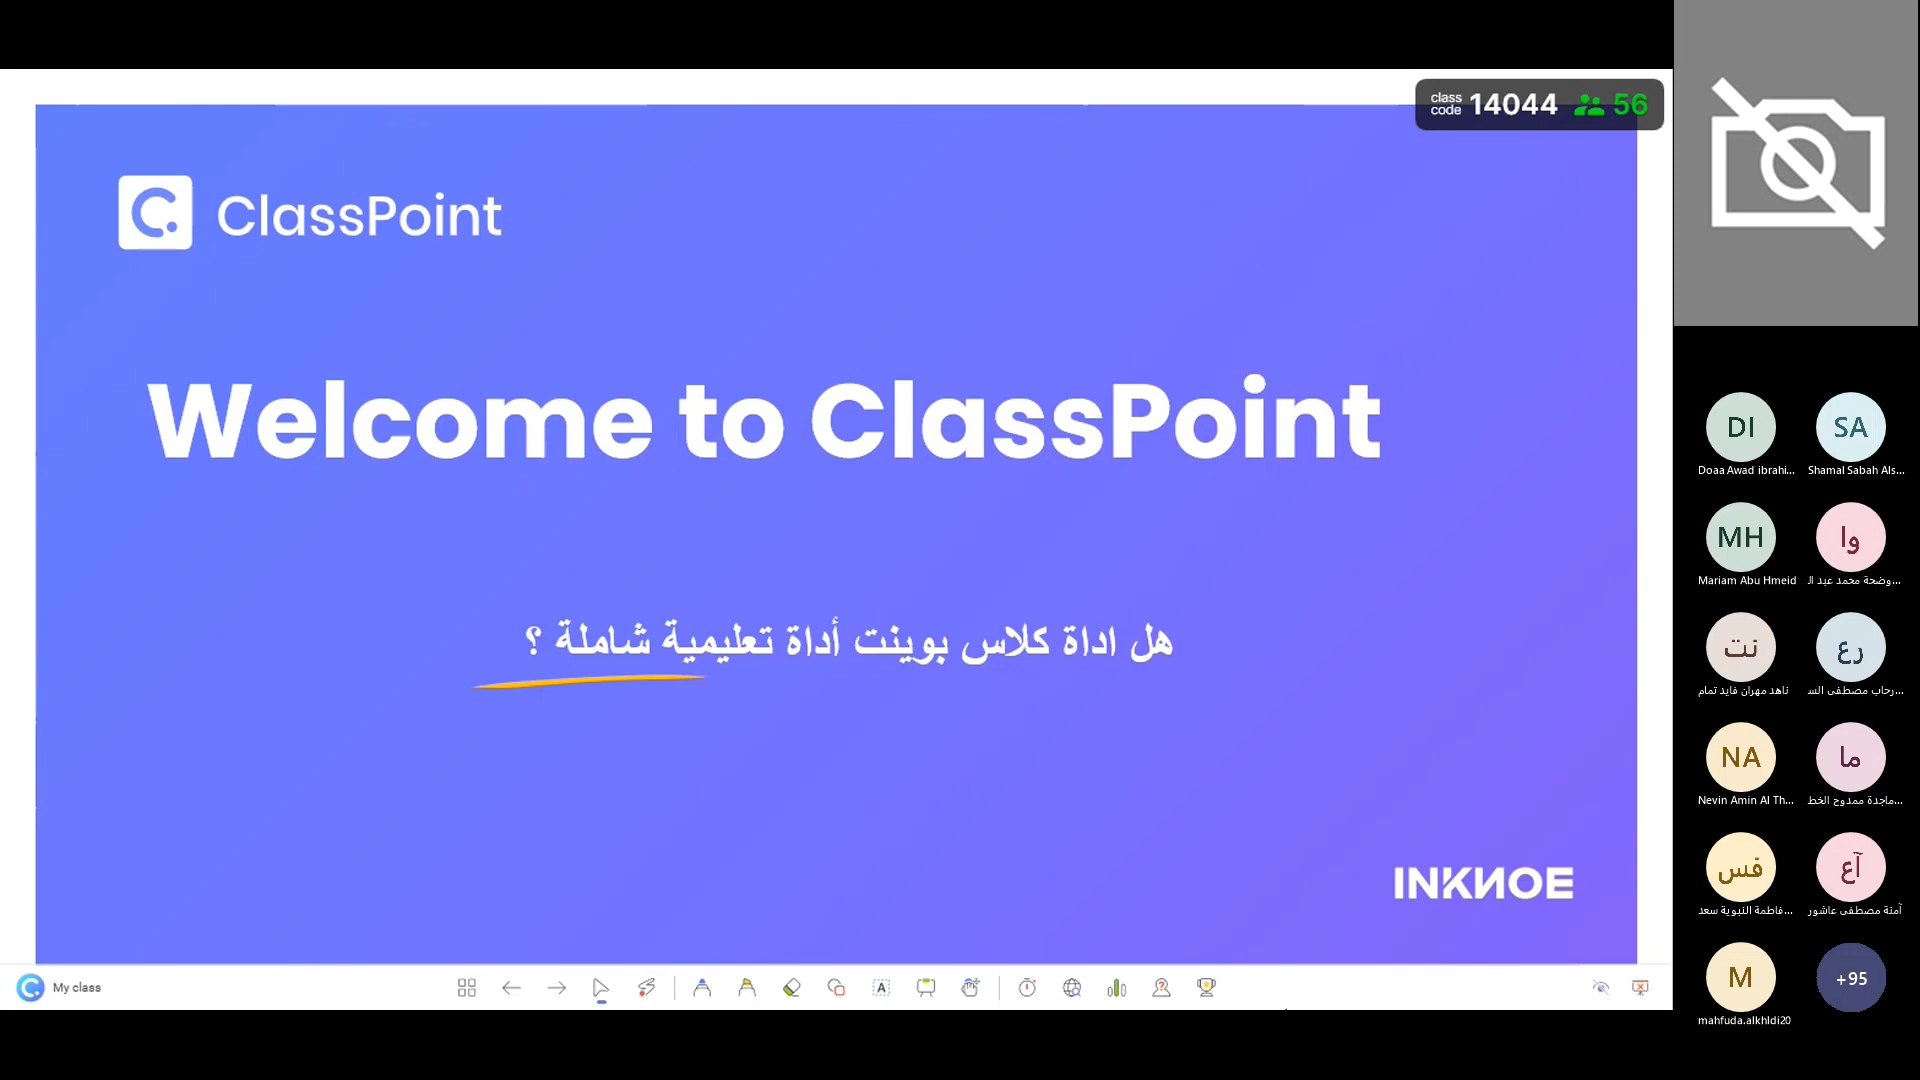 class code 14044 56
ClassPoint
Welcome to ClassPoint
هل اداة كلاس بوينت أداة تعليمية شاملة ؟
INKNOE
My class
DI
Doaa Awad ibrahi...
SA
Shamal Sabah Als...
MH
Mariam Abu Hmeid
وا
وضحة محمد عبد ال...
نت
ناهد مهران فايد تمام
رع
رحاب مصطفى الس...
NA
Nevin Amin Al Th...
ما
ماجدة ممدوح الخط...
فس
فاطمة النبوية سعد...
آع
آمنة مصطفى عاشور
M
mahfuda.alkhldi20
+95